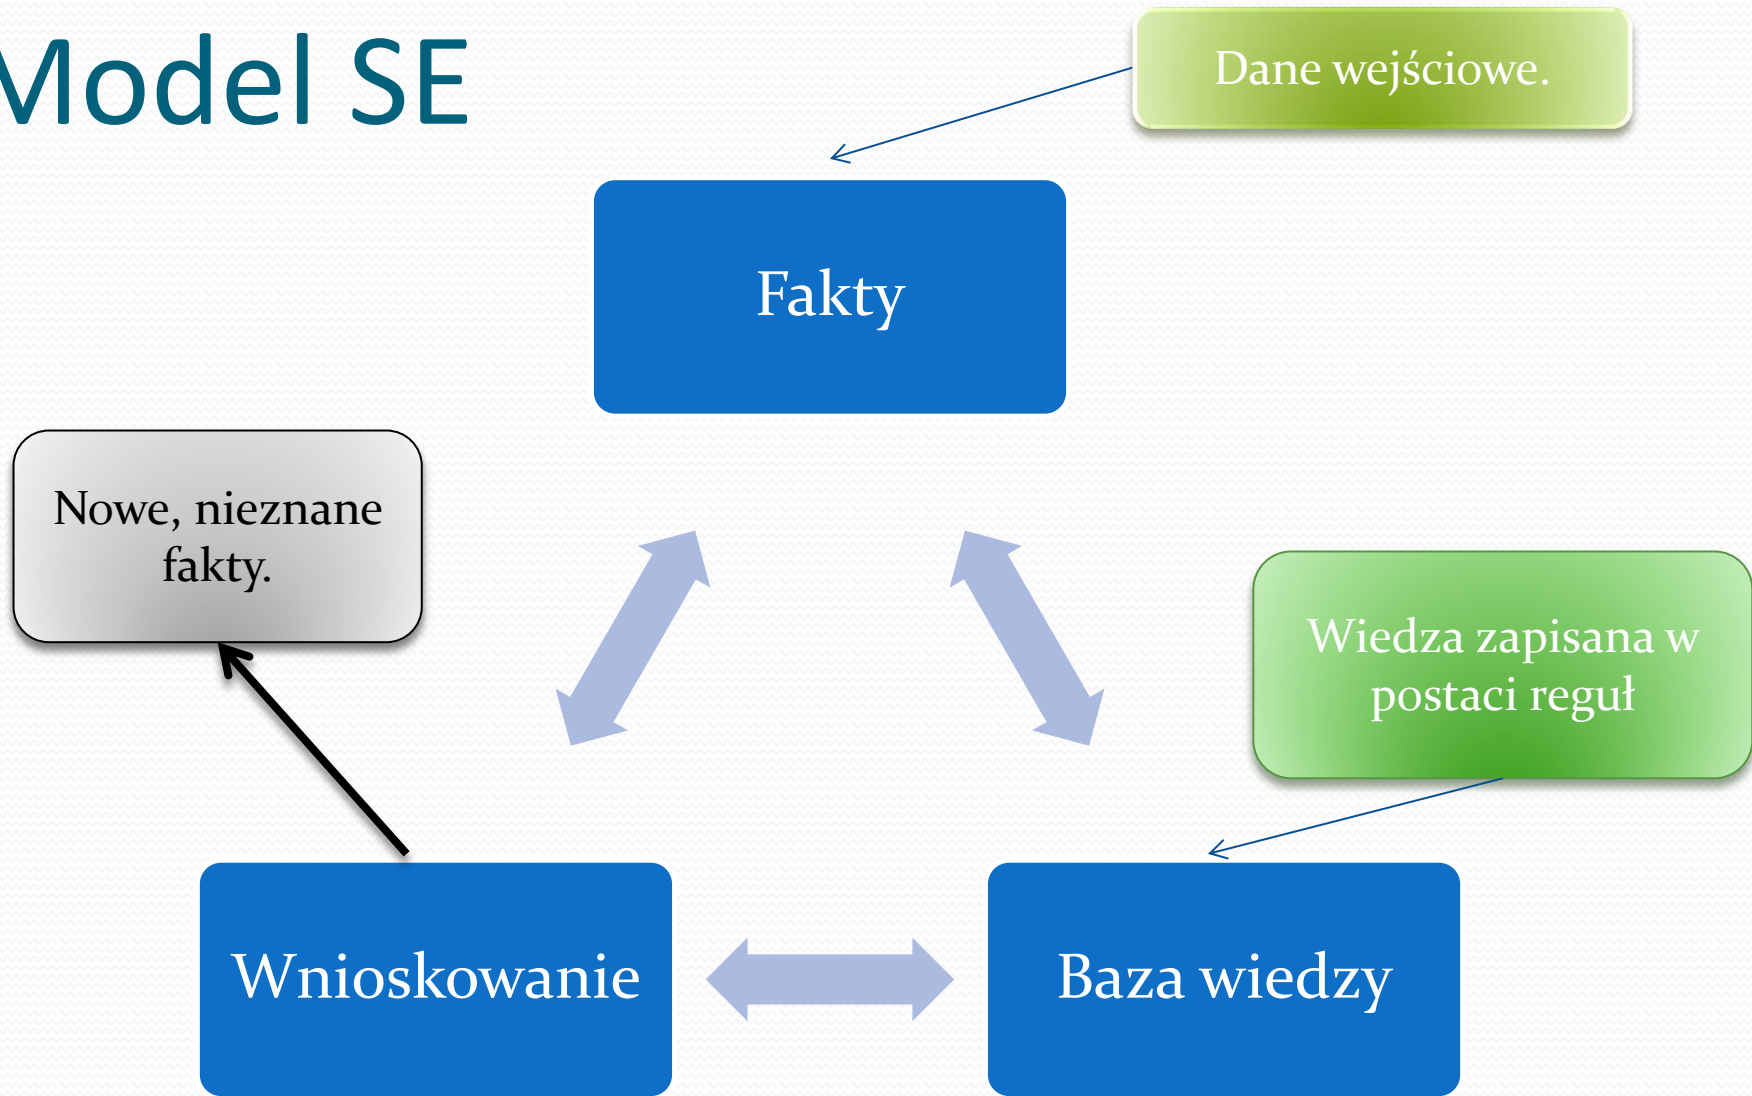 Model SE
Dane wejściowe.
Fakty
Nowe, nieznane
fakty.
Wiedza zapisana w
postaci reguł
Wnioskowanie
Baza wiedzy